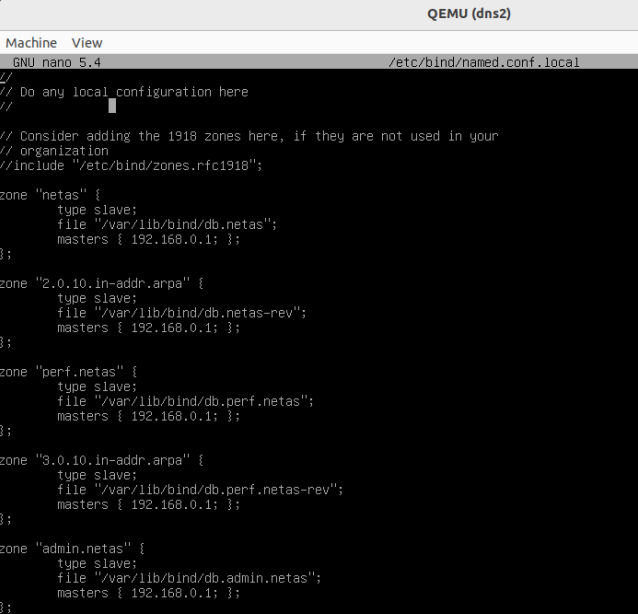 QEMU (dns2)
Machine View
GNU nano 5.4 /etc/bind/named.conf.local
//
// Do any local configuration here
//
// Consider adding the 1918 zones here, if they are not used in your
// organization
//include "/etc/bind/zones.rfc1918";
zone "netas" {
type slave;
file "/var/lib/bind/db.netas";
masters { 192.168.0.1; };
};
zone "2.0.10.in-addr.arpa" {
type slave;
file "/var/lib/bind/db.netas-rev";
masters { 192.168.0.1; };
};
zone "perf.netas" {
type slave;
file "/var/lib/bind/db.perf.netas";
masters { 192.168.0.1; };
};
zone "3.0.10.in-addr.arpa" {
type slave;
file "/var/lib/bind/db.perf.netas-rev";
masters { 192.168.0.1; };
};
zone "admin.netas" {
type slave;
file "/var/lib/bind/db.admin.netas";
masters { 192.168.0.1; };
};